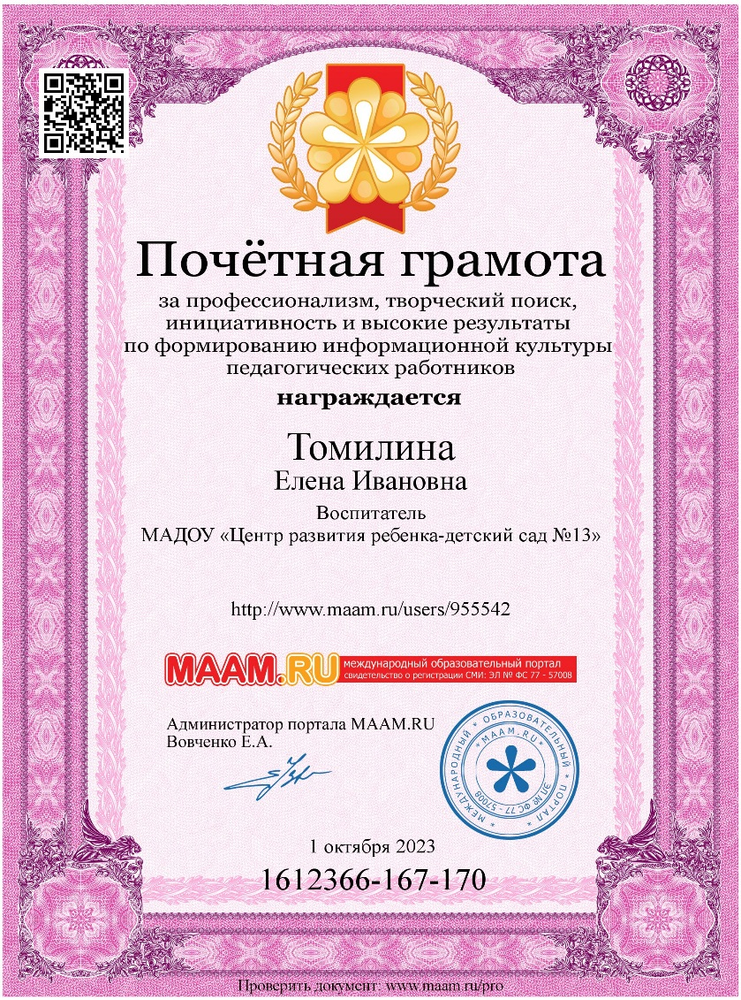 Почётная грамота
за профессионализм, творческий поиск,
инициативность и высокие результаты
по формированию информационной культуры
педагогических работников
награждается
Томилина
Елена Ивановна
Воспитатель
МАДОУ «Центр развития ребенка-детский сад №13»
http://www.maam.ru/users/955542
MAAM.RU международный образовательный портал
свидетельство о регистрации СМИ: ЭЛ № ФС 77 - 57008
Администратор портала MAAM.RU
Вовченко Е.А.
* МЕЖДУНАРОДНЫЙ * ОБРАЗОВАТЕЛЬНЫЙ * ПОРТАЛ *
* MAAM.RU *
ЭЛ № ФС 77 - 57008
1 октября 2023
1612366-167-170
Проверить документ: www.maam.ru/pro